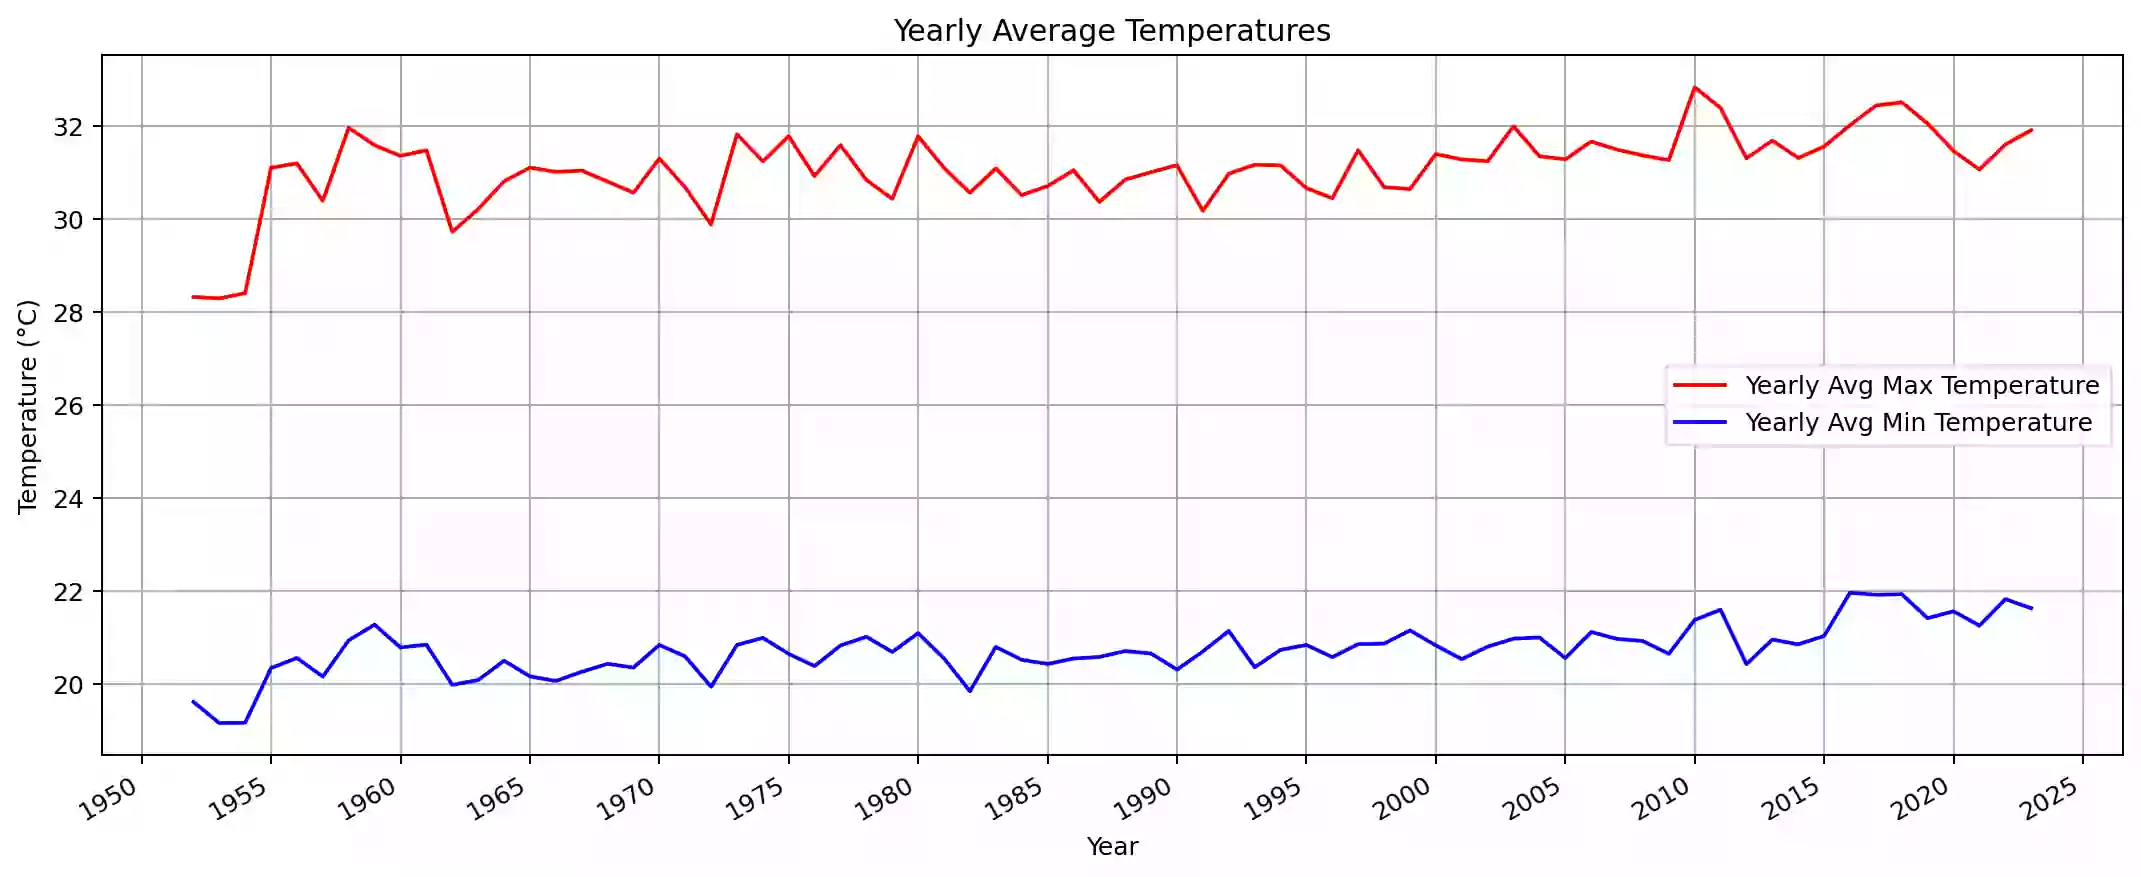 Yearly Average Temperatures
Temperature (°C)
32
30
28
26
24
22
20
Yearly Avg Max Temperature
Yearly Avg Min Temperature
1950 1955 1960 1965 1970 1975 1980 1985 1990 1995 2000 2005 2010 2015 2020 2025
Year